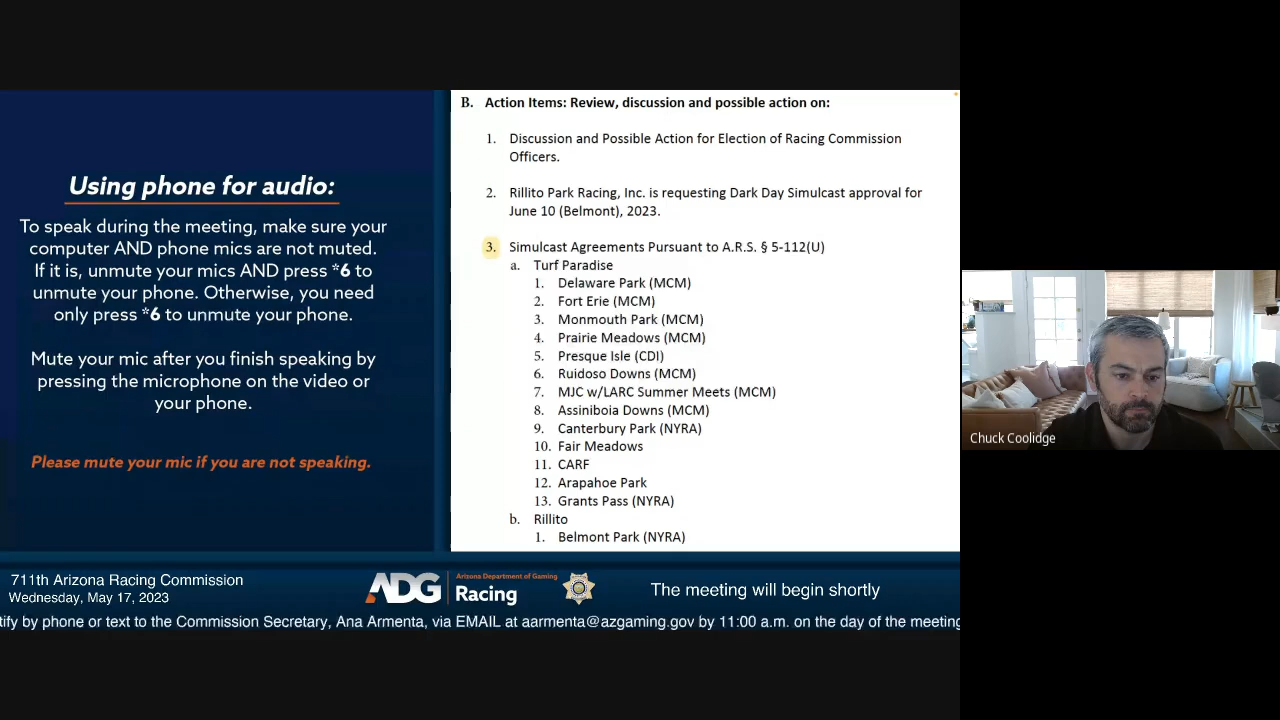 Using phone for audio:
To speak during the meeting, make sure your
computer AND phone mics are not muted.
If it is, unmute your mics AND press *6 to
unmute your phone. Otherwise, you need
only press *6 to unmute your phone.
Mute your mic after you finish speaking by
pressing the microphone on the video or
your phone.
Please mute your mic if you are not speaking.
B. Action Items: Review, discussion and possible action on:
1. Discussion and Possible Action for Election of Racing Commission
Officers.
2. Rillito Park Racing, Inc. is requesting Dark Day Simulcast approval for
June 10 (Belmont), 2023.
3. Simulcast Agreements Pursuant to A.R.S. § 5-112(U)
a. Turf Paradise
1. Delaware Park (MCM)
2. Fort Erie (MCM)
3. Monmouth Park (MCM)
4. Prairie Meadows (MCM)
5. Presque Isle (CDI)
6. Ruidoso Downs (MCM)
7. MJC w/LARC Summer Meets (MCM)
8. Assiniboia Downs (MCM)
9. Canterbury Park (NYRA)
10. Fair Meadows
11. CARF
12. Arapahoe Park
13. Grants Pass (NYRA)
b. Rillito
1. Belmont Park (NYRA)
Chuck Coolidge
711th Arizona Racing Commission
Wednesday, May 17, 2023
ADG
Arizona Department of Gaming
Racing
The meeting will begin shortly
tify by phone or text to the Commission Secretary, Ana Armenta, via EMAIL at aarmenta@azgaming.gov by 11:00 a.m. on the day of the meeting